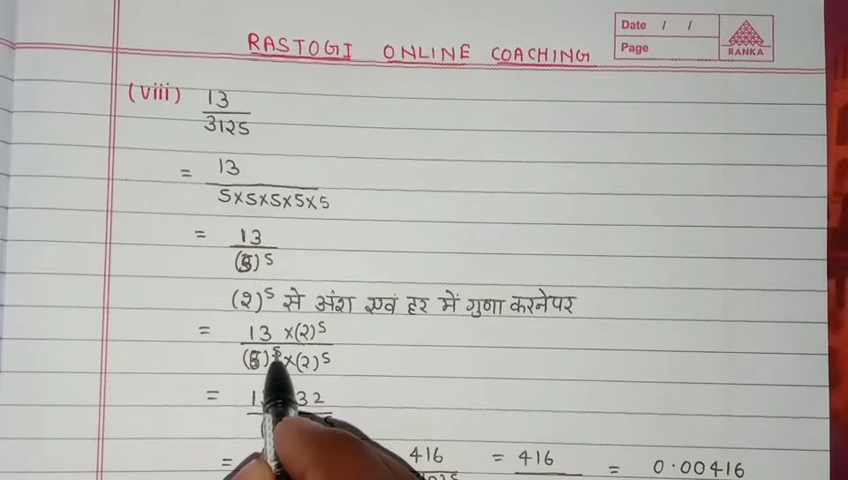 RASTOGI ONLINE COACHING
Date / /
Page
RANKA
(viii) 13
3125
= 13
5×5×5×5×5
= 13
(5)⁵
(2)⁵ से अंश एवं हर में गुणा करनेपर
= 13 ×(2)⁵
(5)⁵×(2)⁵
= 32
= 416 = 416 = 0.00416